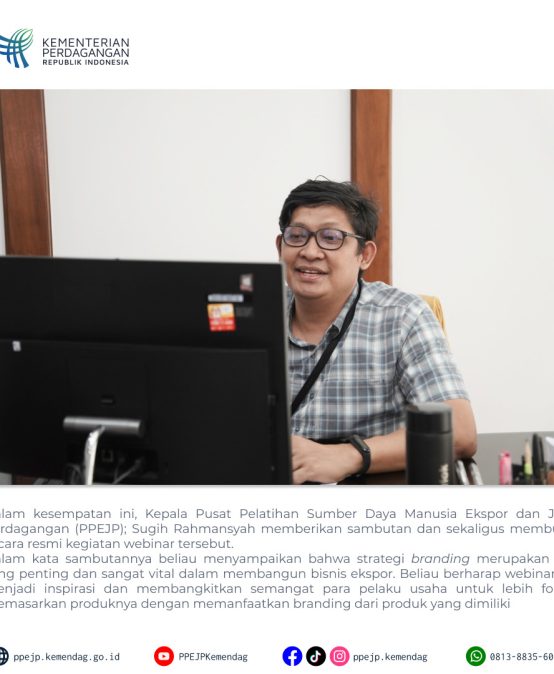 KEMENTERIAN
PERDAGANGAN
REPUBLIK INDONESIA
alam kesempatan ini, Kepala Pusat Pelatihan Sumber Daya Manusia Ekspor dan J
erdagangan (PPEJP); Sugih Rahmansyah memberikan sambutan dan sekaligus membu
cara resmi kegiatan webinar tersebut.
alam kata sambutannya beliau menyampaikan bahwa strategi branding merupakan
ng penting dan sangat vital dalam membangun bisnis ekspor. Beliau berharap webinar
enjadi inspirasi dan membangkitkan semangat para pelaku usaha untuk lebih fo
emasarkan produknya dengan memanfaatkan branding dari produk yang dimiliki
ppejp.kemendag.go.id PPEJPKemendag ppejp.kemendag 0813-8835-60